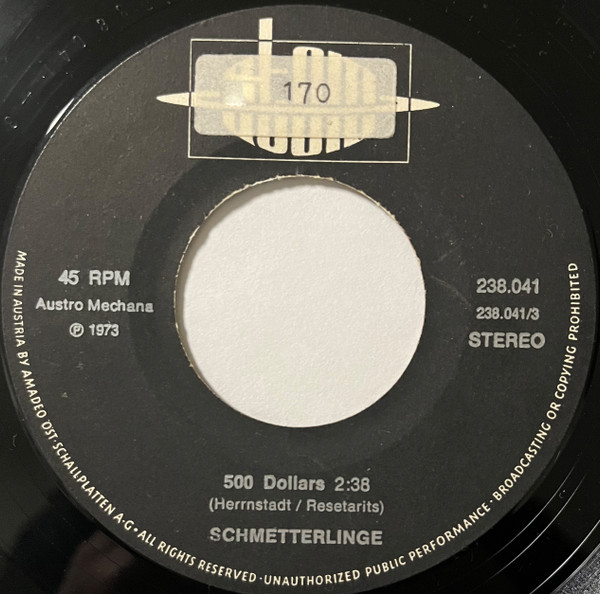 170
45 RPM
Austro Mechana
Ⓟ 1973
238.041
238.041/3
STEREO
500 Dollars 2:38
(Herrnstadt / Resetarits)
SCHMETTERLINGE
MADE IN AUSTRIA BY AMADEO ÖST. SCHALLPLATTEN A·G· • ALL RIGHTS RESERVED · UNAUTHORIZED PUBLIC PERFORMANCE · BROADCASTING OR COPYING PROHIBITED